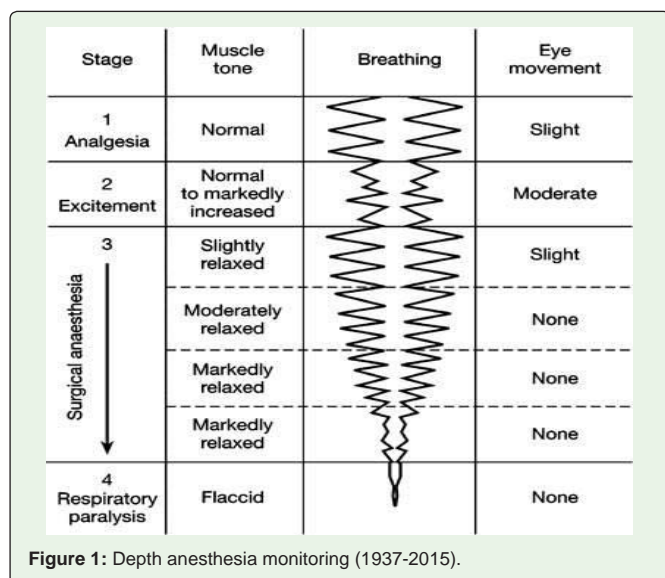 Stage
Muscle
tone
Breathing
Eye
movement
1
Analgesia
Normal
Slight
2
Excitement
Normal
to markedly
increased
Moderate
3
Surgical anaesthesia
Slightly
relaxed
Slight
Moderately
relaxed
None
Markedly
relaxed
None
Markedly
relaxed
None
4
Respiratory
paralysis
Flaccid
None
Figure 1: Depth anesthesia monitoring (1937-2015).